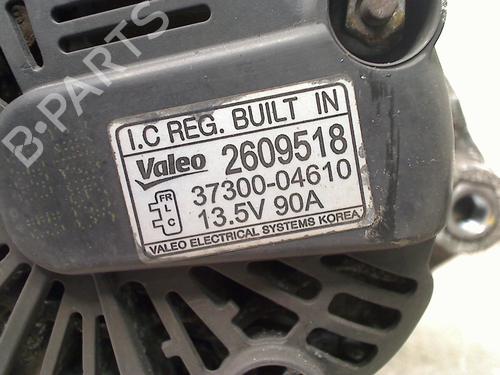 B-PARTS
I.C REG. BUILT IN
Valeo 2609518
FR 37300-04610
C 13.5V 90A
VALEO ELECTRICAL SYSTEMS KOREA